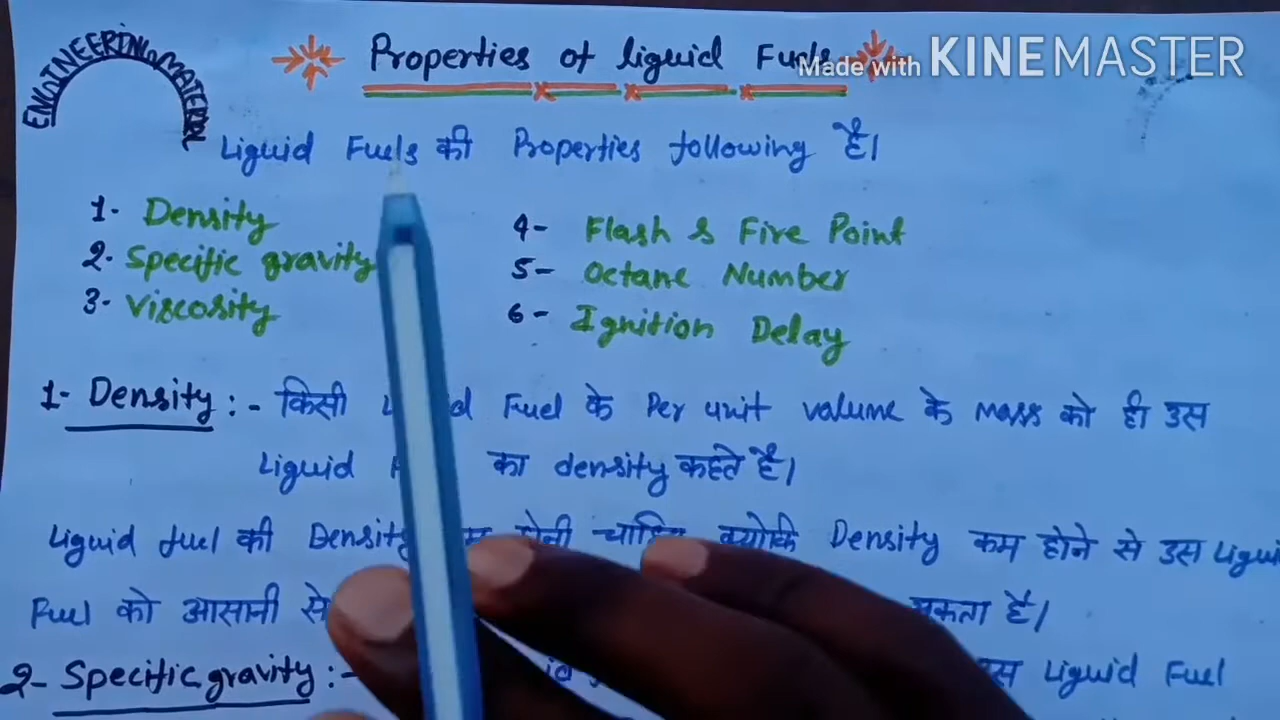 ENGINEERING MATERIAL
Properties of liquid Fuels
Made with KINEMASTER
Liquid Fuels की Properties following है।
1- Density
2- Specific gravity
3- Viscosity
4- Flash & Fire Point
5- Octane Number
6- Ignition Delay
1- Density :- किसी Fuel के Per unit volume के Mass को ही उस
Liquid का density कहते है।
Liquid fuel की Density होनी चाहिए क्योकि Density कम होने से उस Liquid
Fuel को आसानी से सकता है।
2- Specific gravity :- उस Liquid Fuel